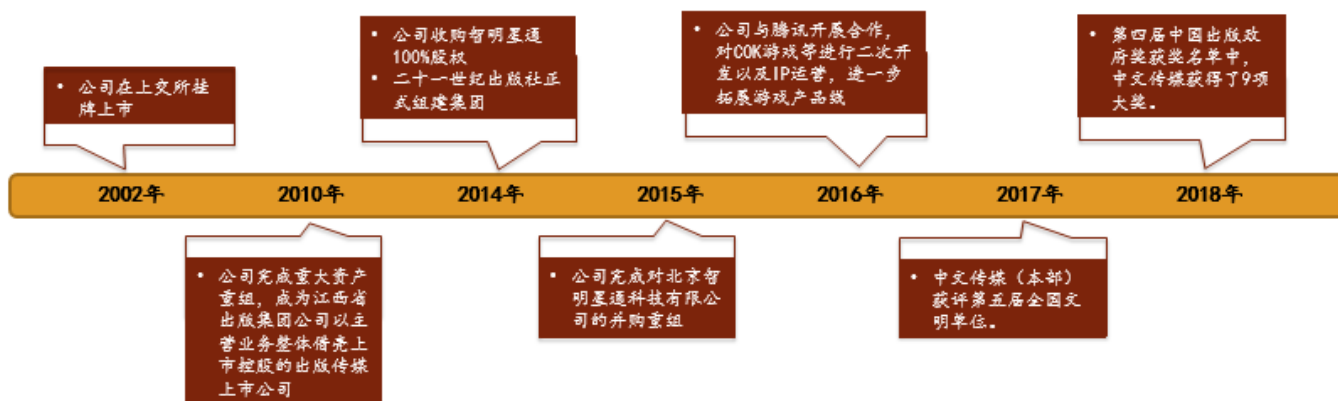 • 公司在上交所挂
牌上市
• 公司收购智明星通
100%股权
• 二十一世纪出版社正
式组建集团
公司与腾讯开展合作，
对COK游戏等进行二次开
发以及IP运营，进一步
拓展游戏产品线
• 第四届中国出版政
府奖获奖名单中，
中文传媒获得了9项
大奖。
2002年
2010年
2014年
2015年
2016年
2017年
2018年
• 公司完成重大资产
重组，成为江西省
出版集团公司以主
营业务整体借壳上
市控股的出版传媒
上市公司
• 公司完成对北京智
明星通科技有限公
司的并购重组
• 中文传媒（本部）
获评第五届全国文
明单位。